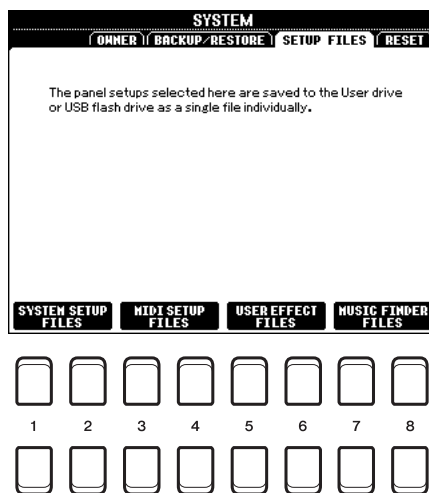 SYSTEM
OWNER BACKUP/RESTORE SETUP FILES RESET
The panel setups selected here are saved to the User drive
or USB flash drive as a single file individually.
SYSTEM SETUP FILES
MIDI SETUP FILES
USER EFFECT FILES
MUSIC FINDER FILES
1 2 3 4 5 6 7 8